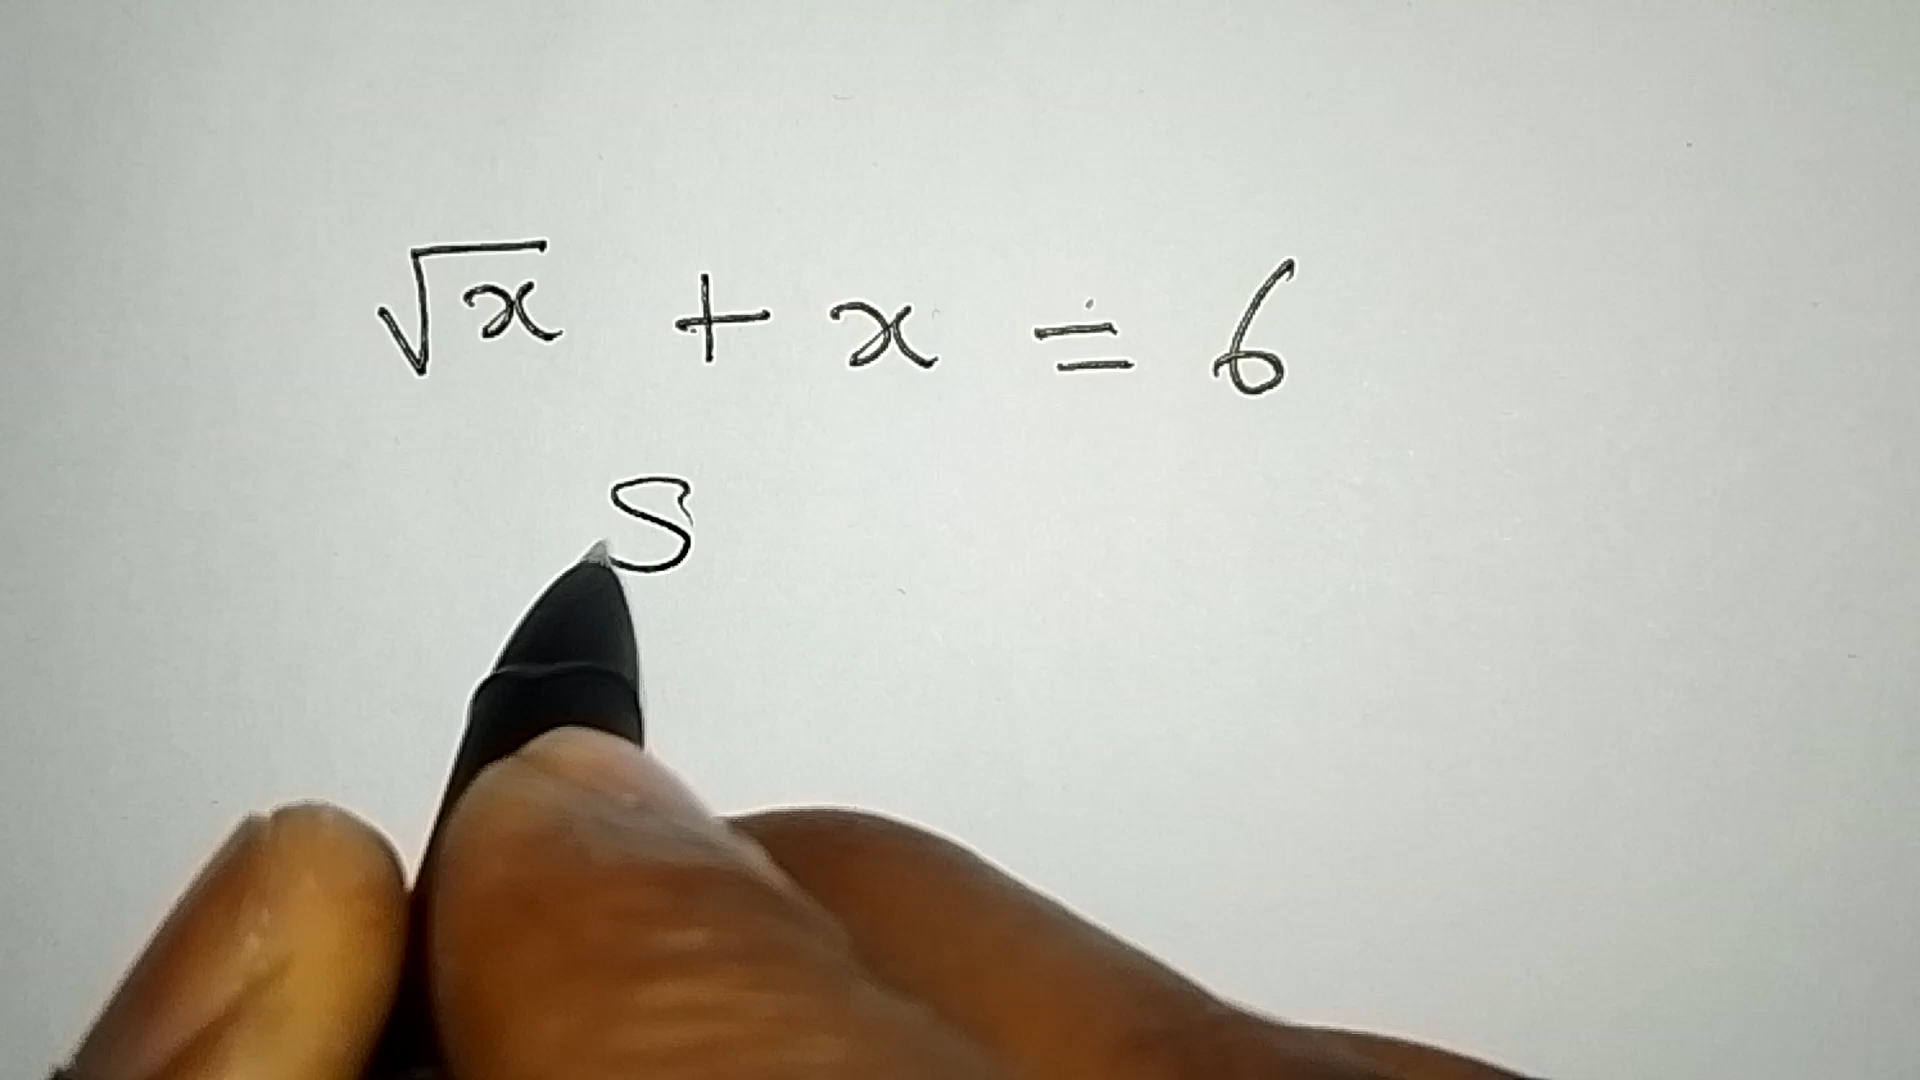 √x + x = 6
S